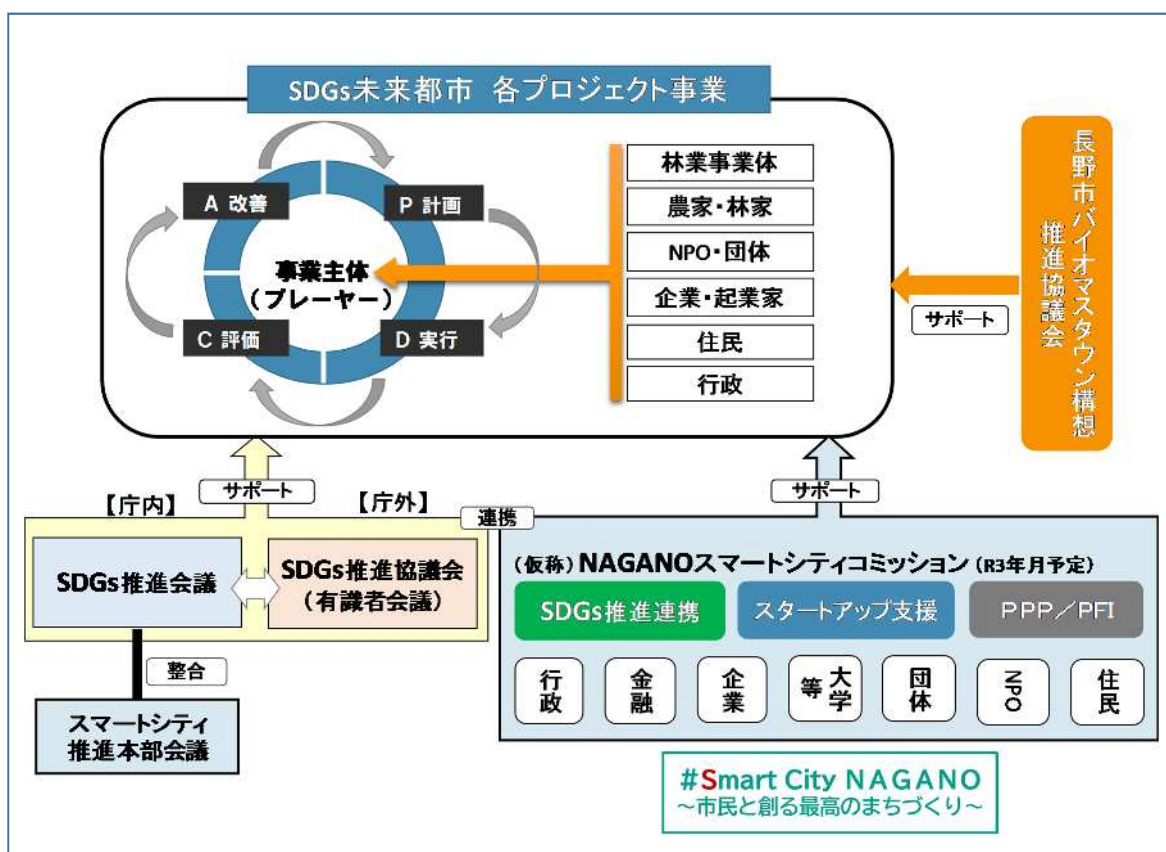 SDGs未来都市 各プロジェクト事業
A 改善
P 計画
事業主体
(プレーヤー)
C 評価
D 実行
林業事業体
農家・林家
NPO・団体
企業・起業家
住民
行政
サポート
長野市バイオマスタウン構想
推進協議会
サポート
サポート
【庁内】
【庁外】
連携
SDGs推進会議
SDGs推進協議会
(有識者会議)
整合
スマートシティ
推進本部会議
(仮称)NAGANOスマートシティコミッション(R3年月予定)
SDGs推進連携
スタートアップ支援
PPP/PFI
行政
金融
企業
大学
等
団体
NPO
住民
#Smart City NAGANO
~市民と創る最高のまちづくり~